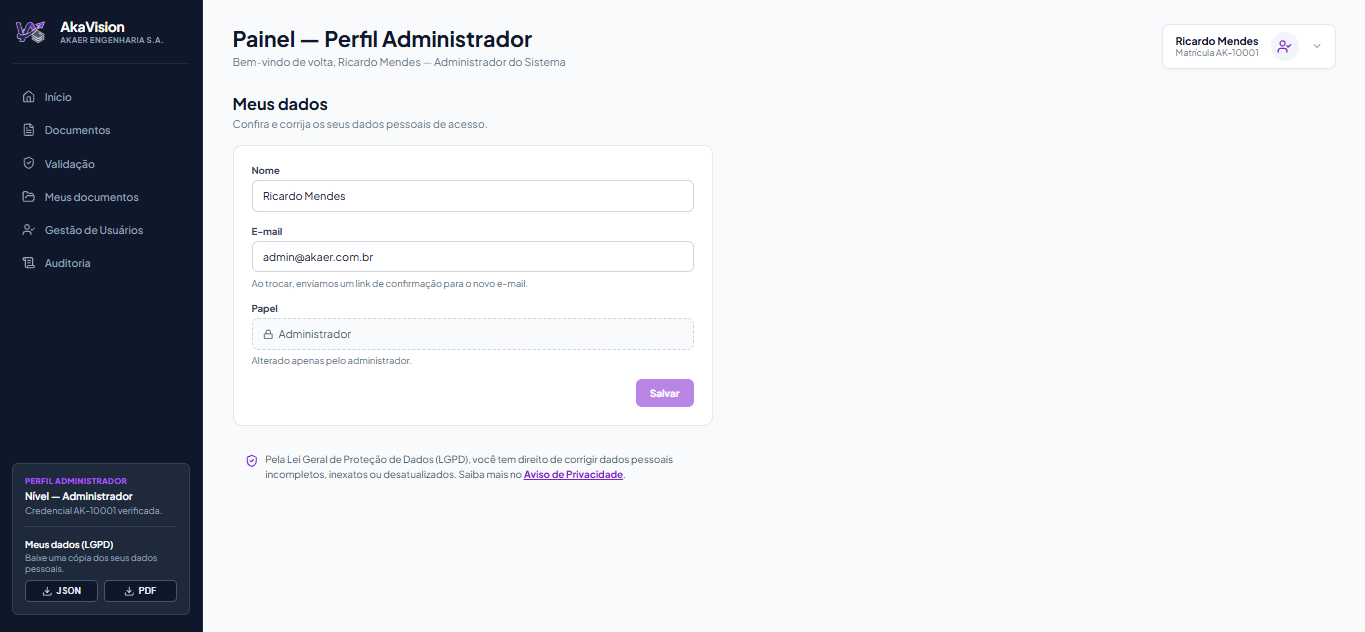 AkaVision
AKAER ENGENHARIA S.A.
Início
Documentos
Validação
Meus documentos
Gestão de Usuários
Auditoria
PERFIL ADMINISTRADOR
Nível — Administrador
Credencial AK-10001 verificada.
Meus dados (LGPD)
Baixe uma cópia dos seus dados
pessoais.
JSON
PDF
Painel — Perfil Administrador
Bem-vindo de volta, Ricardo Mendes — Administrador do Sistema
Ricardo Mendes
Matrícula AK-10001
Meus dados
Confira e corrija os seus dados pessoais de acesso.
Nome
Ricardo Mendes
E-mail
admin@akaer.com.br
Ao trocar, enviamos um link de confirmação para o novo e-mail.
Papel
Administrador
Alterado apenas pelo administrador.
Salvar
Pela Lei Geral de Proteção de Dados (LGPD), você tem direito de corrigir dados pessoais
incompletos, inexatos ou desatualizados. Saiba mais no Aviso de Privacidade.